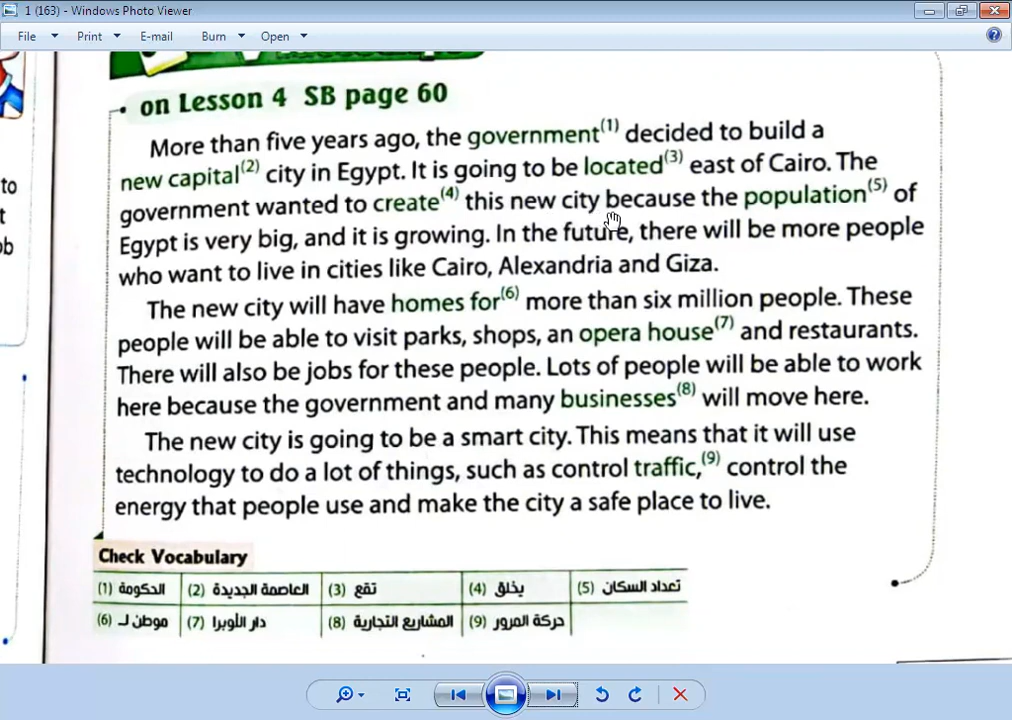 1 (163) - Windows Photo Viewer
File Print E-mail Burn Open
on Lesson 4 SB page 60
More than five years ago, the government(1) decided to build a
new capital(2) city in Egypt. It is going to be located(3) east of Cairo. The
government wanted to create(4) this new city because the population(5) of
Egypt is very big, and it is growing. In the future, there will be more people
who want to live in cities like Cairo, Alexandria and Giza.
The new city will have homes for(6) more than six million people. These
people will be able to visit parks, shops, an opera house(7) and restaurants.
There will also be jobs for these people. Lots of people will be able to work
here because the government and many businesses(8) will move here.
The new city is going to be a smart city. This means that it will use
technology to do a lot of things, such as control traffic,(9) control the
energy that people use and make the city a safe place to live.
Check Vocabulary
(1) الحكومة (2) العاصمة الجديدة (3) تقع (4) يخلق (5) تعداد السكان
(6) موطن لـ (7) دار الأوبرا (8) المشاريع التجارية (9) حركة المرور
to